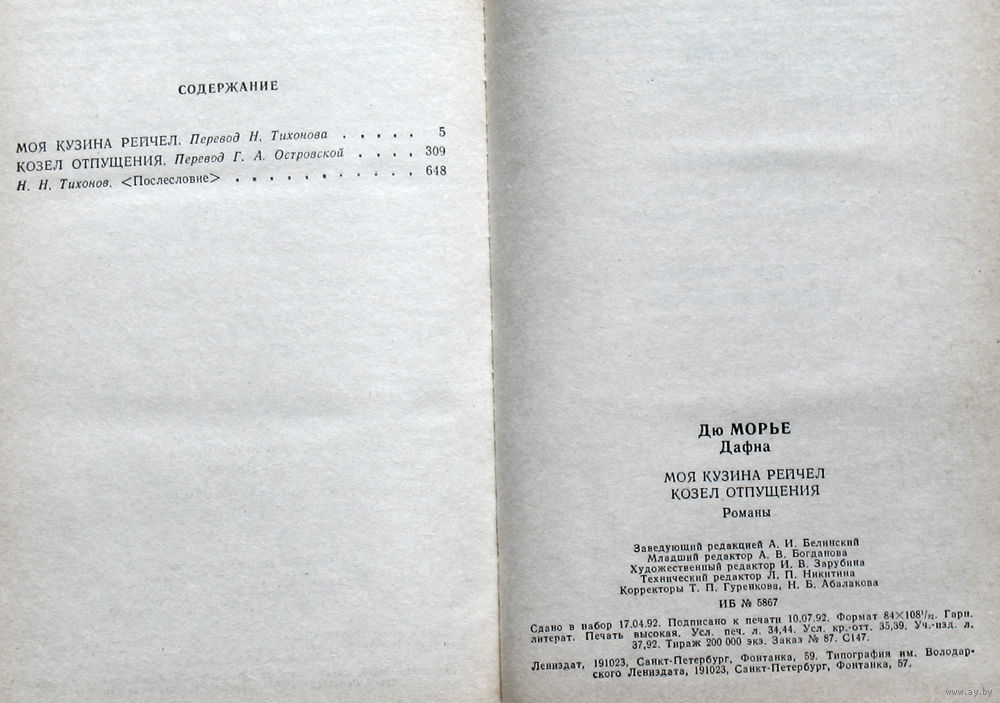 СОДЕРЖАНИЕ
МОЯ КУЗИНА РЕЙЧЕЛ. Перевод Н. Тихонова . . . . . 5
КОЗЕЛ ОТПУЩЕНИЯ. Перевод Г. А. Островской . . . . 309
Н. Н. Тихонов. <Послесловие> . . . . . . . . . . . 648
Дю МОРЬЕ
Дафна
МОЯ КУЗИНА РЕЙЧЕЛ
КОЗЕЛ ОТПУЩЕНИЯ
Романы
Заведующий редакцией А. И. Белинский
Младший редактор А. В. Богданова
Художественный редактор И. В. Зарубина
Технический редактор Л. П. Никитина
Корректоры Т. П. Гуренкова, Н. Б. Абалакова
ИБ № 5867
Сдано в набор 17.04.92. Подписано к печати 10.07.92. Формат 84×108¹/₃₂. Гарн.
литерат. Печать высокая. Усл. печ. л. 34,44. Усл. кр.-отт. 35,39. Уч.-изд. л.
37,92. Тираж 200 000 экз. Заказ № 87. С147.
Лениздат, 191023, Санкт-Петербург, Фонтанка, 59. Типография им. Володар-
ского Лениздата, 191023, Санкт-Петербург, Фонтанка, 57.
www.ay.by